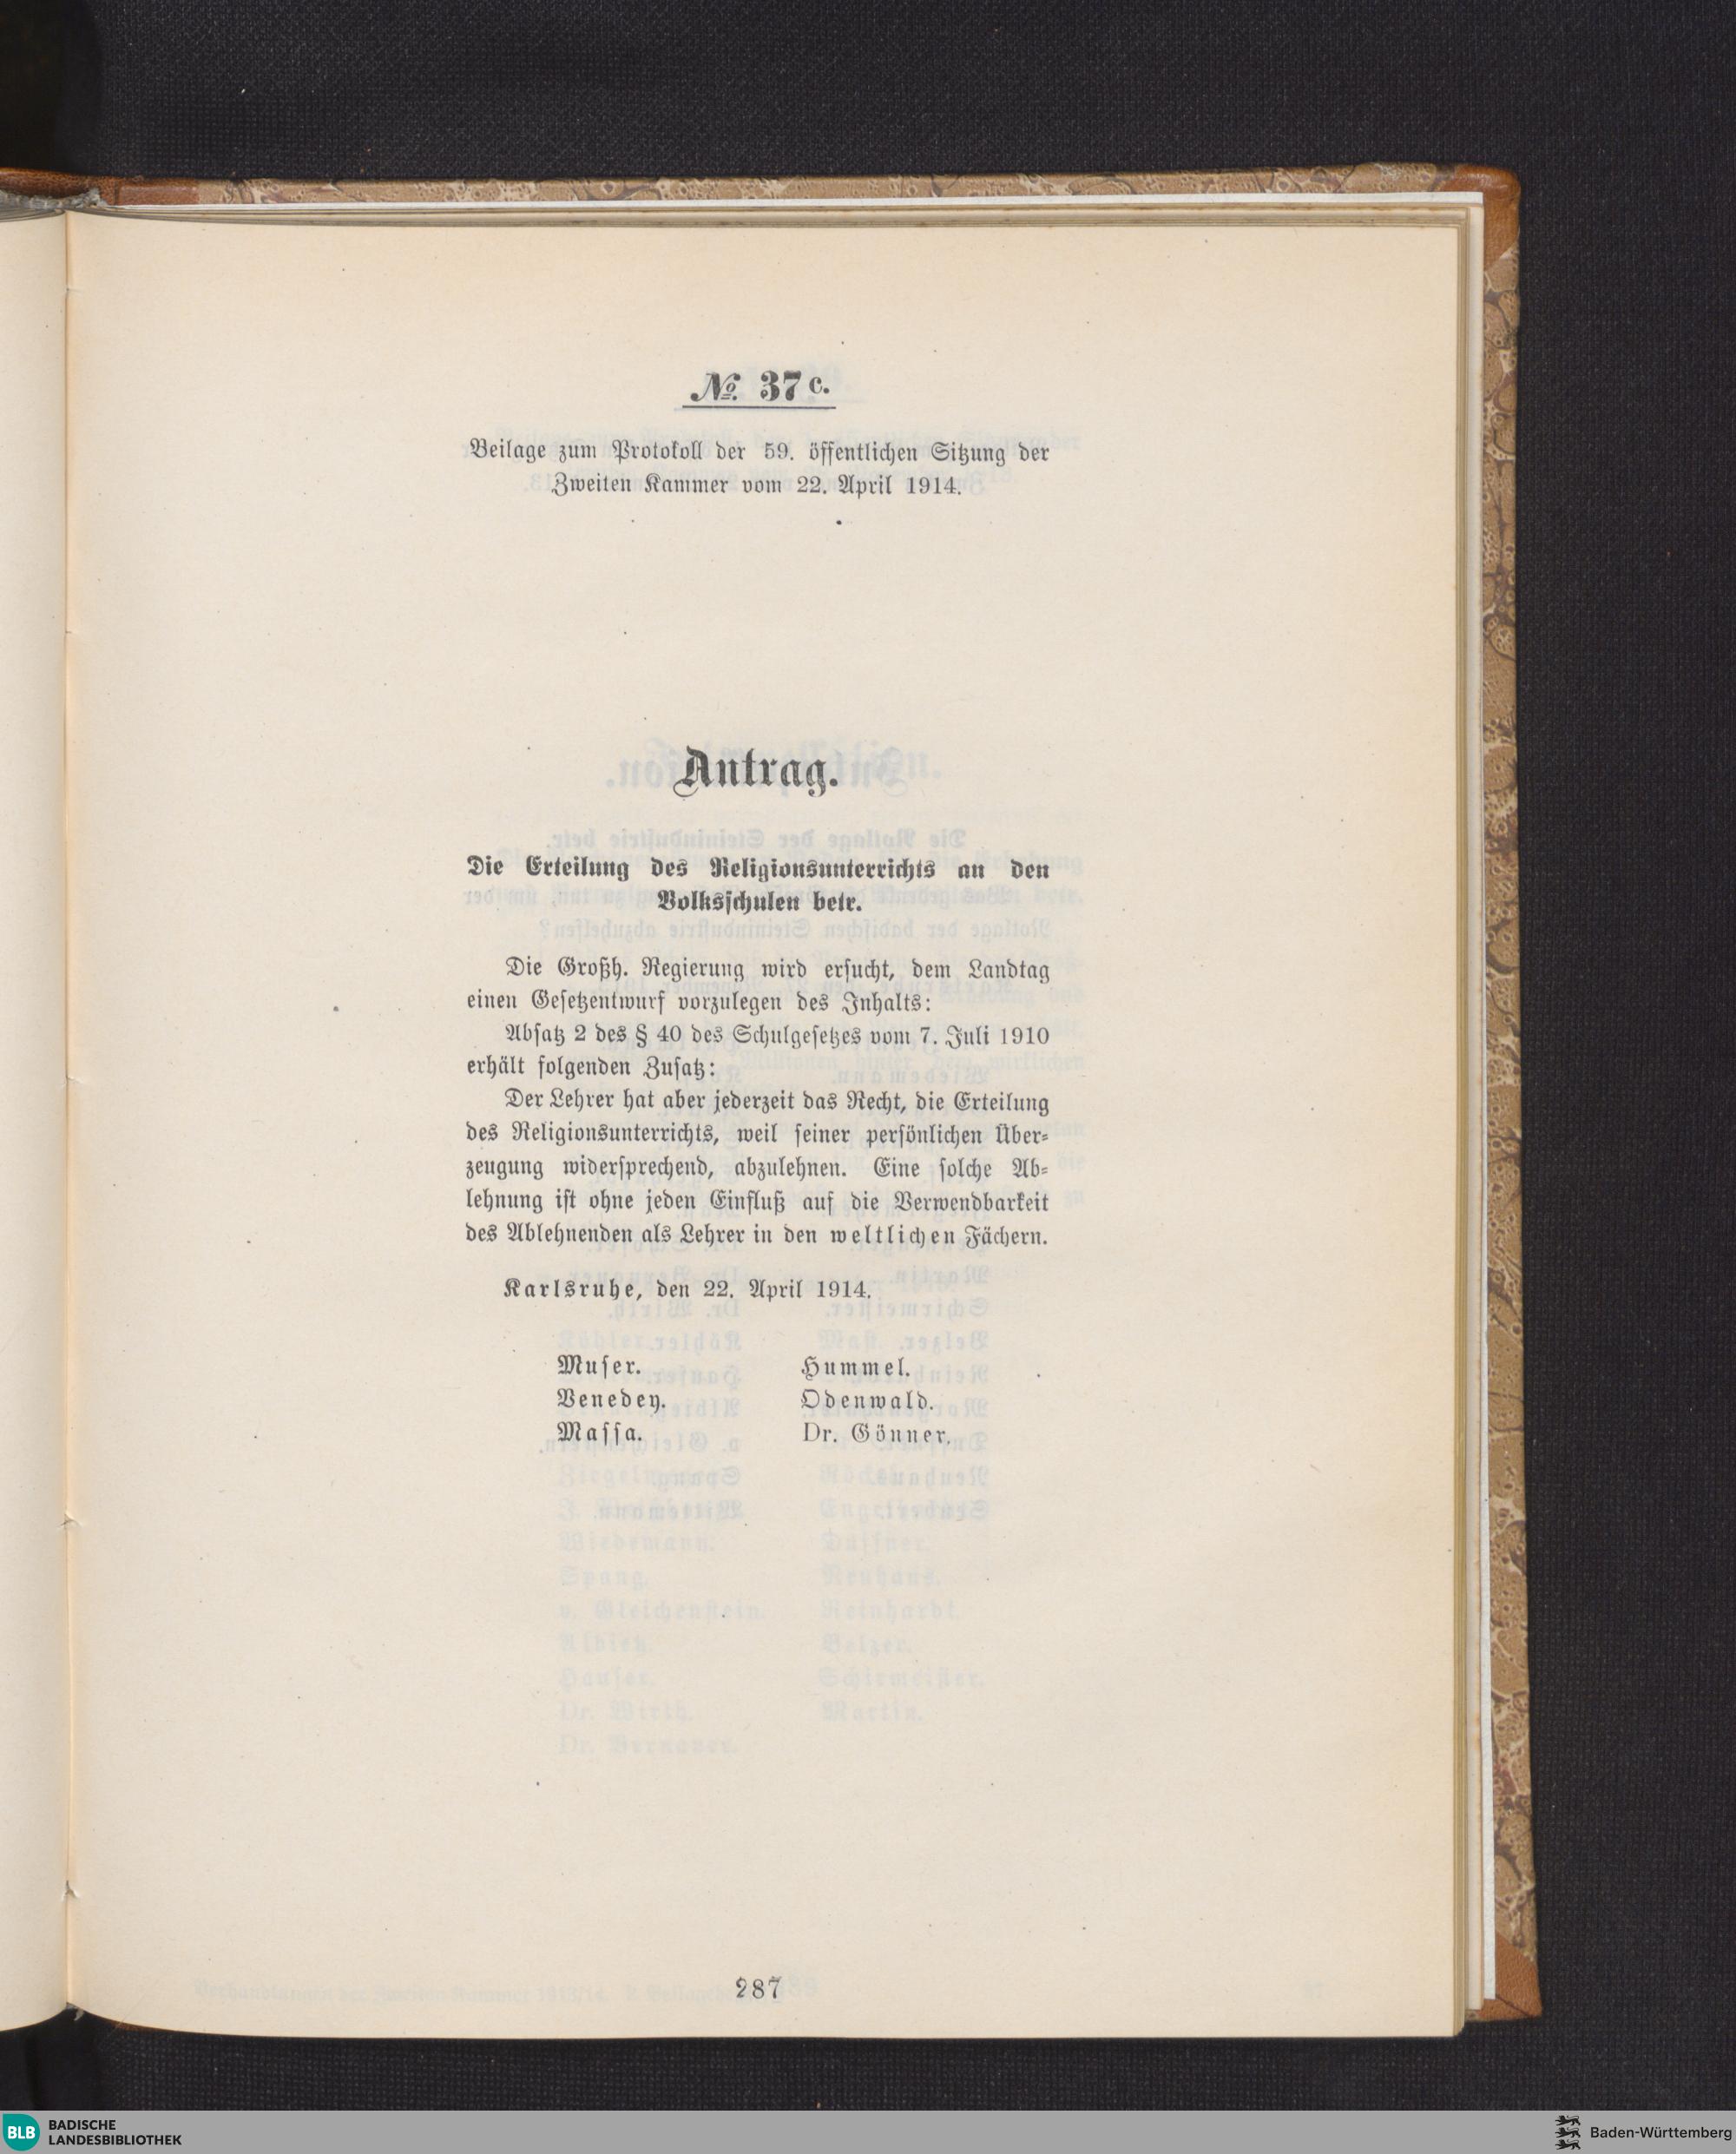 № 37 c.
Beilage zum Protokoll der 59. öffentlichen Sitzung der
Zweiten Kammer vom 22. April 1914.
Antrag.
Die Erteilung des Religionsunterrichts an den
Volksschulen betr.
Die Großh. Regierung wird ersucht, dem Landtag
einen Gesetzentwurf vorzulegen des Inhalts:
Absatz 2 des § 40 des Schulgesetzes vom 7. Juli 1910
erhält folgenden Zusatz:
Der Lehrer hat aber jederzeit das Recht, die Erteilung
des Religionsunterrichts, weil seiner persönlichen Über-
zeugung widersprechend, abzulehnen. Eine solche Ab-
lehnung ist ohne jeden Einfluß auf die Verwendbarkeit
des Ablehnenden als Lehrer in den weltlichen Fächern.
Karlsruhe, den 22. April 1914.
Muser. Hummel.
Venedey. Odenwald.
Massa. Dr. Gönner.
287
BLB BADISCHE
LANDESBIBLIOTHEK
Baden-Württemberg